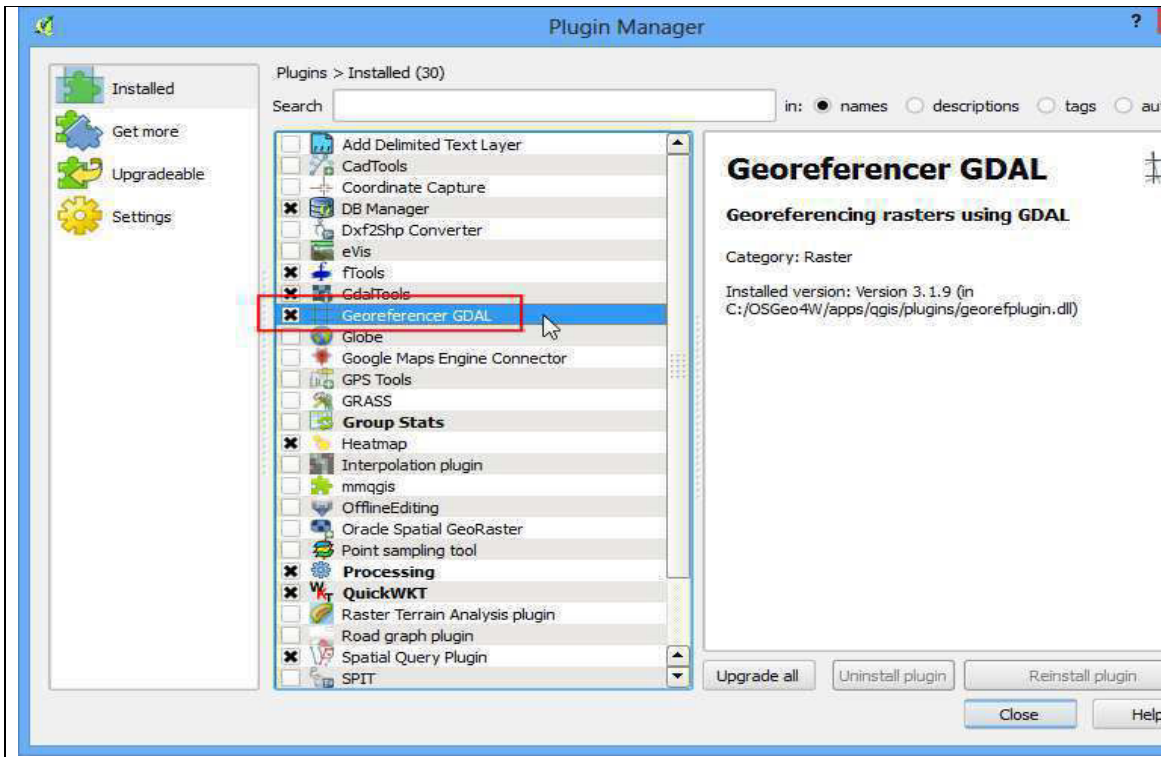 Plugin Manager
?
Installed
Get more
Upgradeable
Settings
Plugins > Installed (30)
Search
in: names descriptions tags au
Add Delimited Text Layer
CadTools
Coordinate Capture
DB Manager
Dxf2Shp Converter
eVis
fTools
GdalTools
Georeferencer GDAL
Globe
Google Maps Engine Connector
GPS Tools
GRASS
Group Stats
Heatmap
Interpolation plugin
mmqgis
OfflineEditing
Oracle Spatial GeoRaster
Point sampling tool
Processing
QuickWKT
Raster Terrain Analysis plugin
Road graph plugin
Spatial Query Plugin
SPIT
Georeferencer GDAL
Georeferencing rasters using GDAL
Category: Raster
Installed version: Version 3.1.9 (in
C:/OSGeo4W/apps/qgis/plugins/georefplugin.dll)
Upgrade all Uninstall plugin Reinstall plugin
Close Help